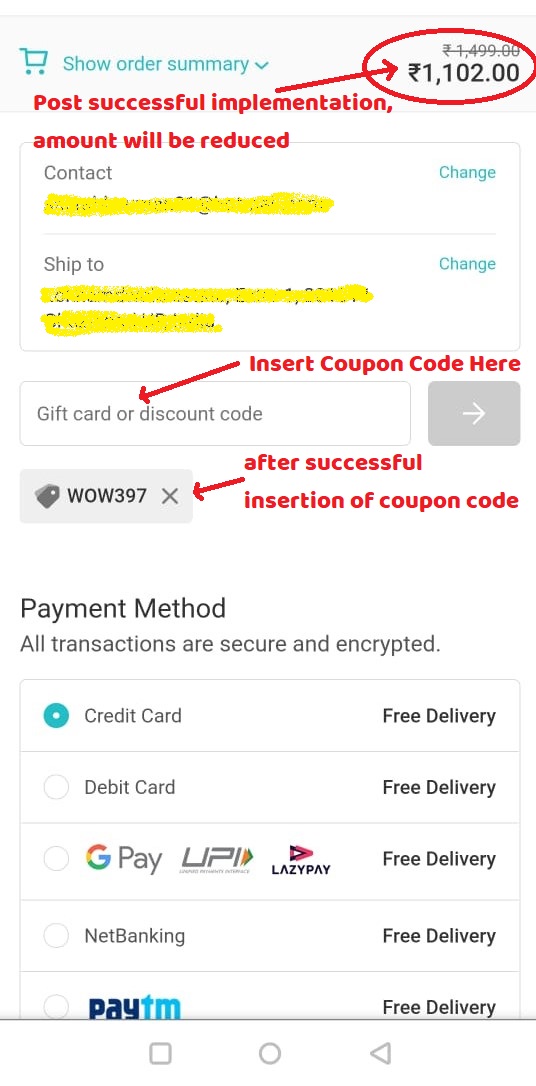 ₹ 1,499.00
Show order summary
₹1,102.00
Post successful implementation,
amount will be reduced
Contact
Change
Ship to
Change
Insert Coupon Code Here
Gift card or discount code
after successful
WOW397
insertion of coupon code
Payment Method
All transactions are secure and encrypted.
Credit Card Free Delivery
Debit Card Free Delivery
G Pay UPI UNIFIED PAYMENTS INTERFACE LAZYPAY Free Delivery
NetBanking Free Delivery
paytm Free Delivery